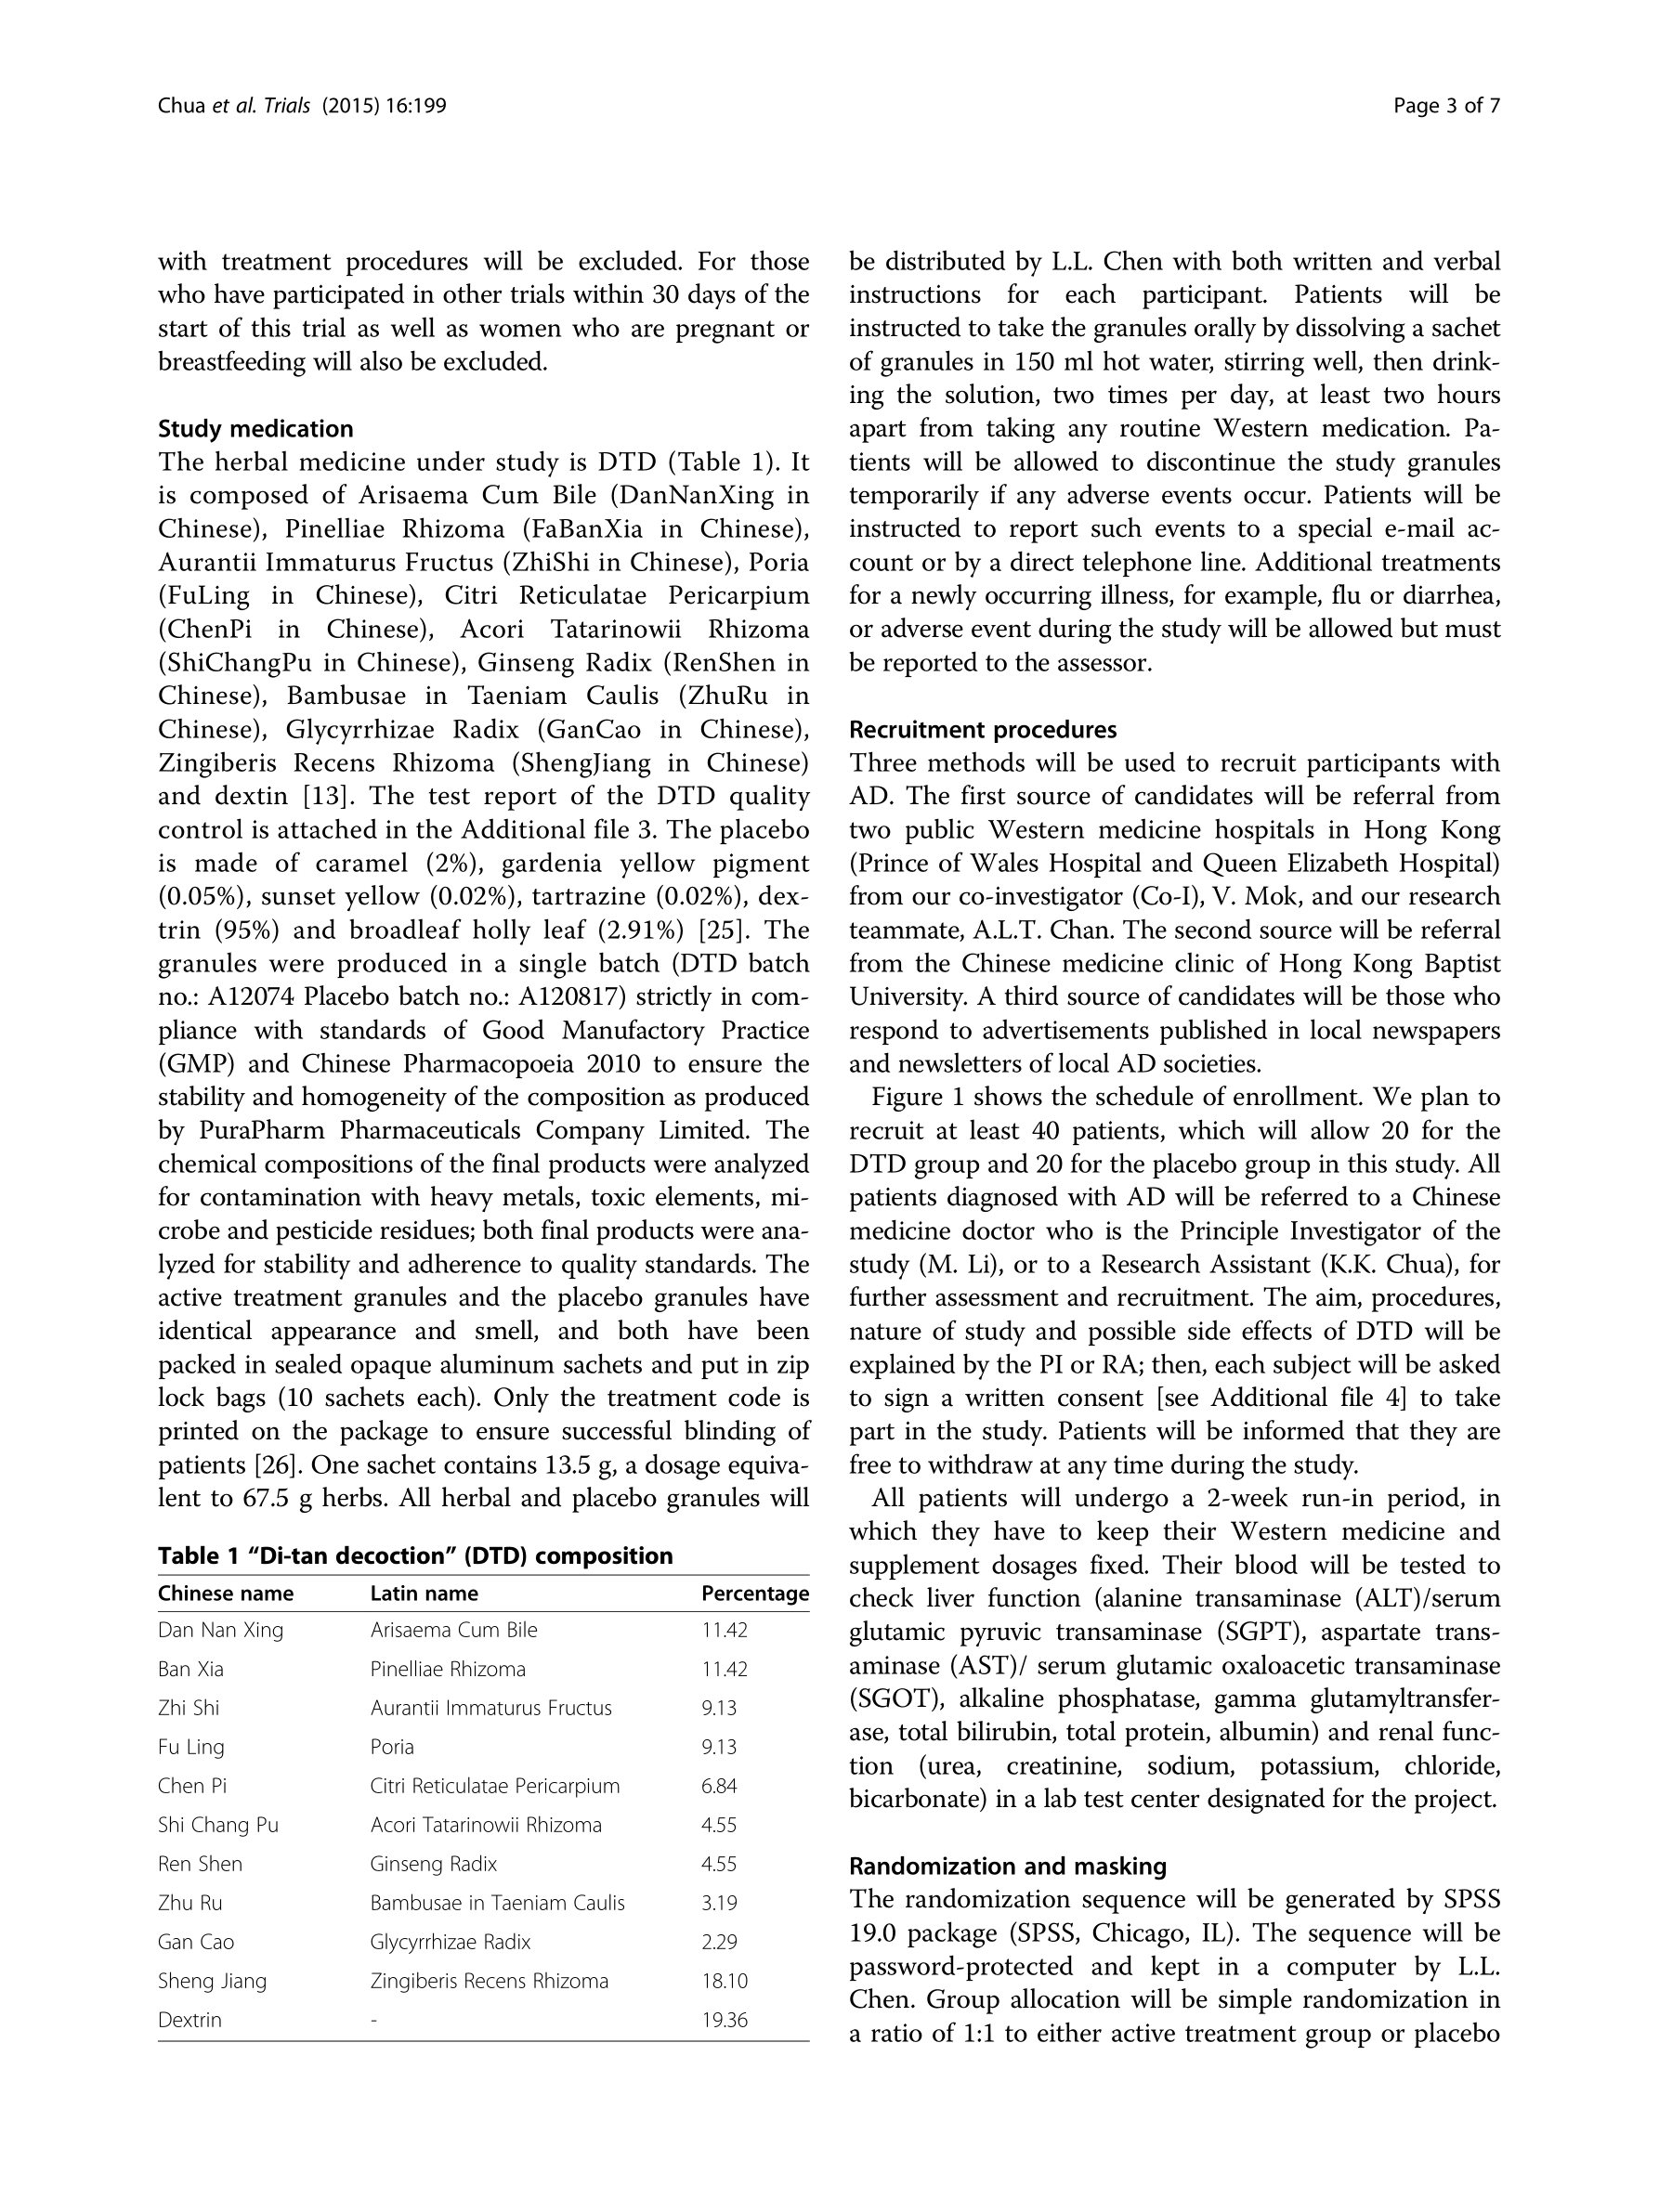 Chua et al. Trials (2015) 16:199
Page 3 of 7
with treatment procedures will be excluded. For those
who have participated in other trials within 30 days of the
start of this trial as well as women who are pregnant or
breastfeeding will also be excluded.
Study medication
The herbal medicine under study is DTD (Table 1). It
is composed of Arisaema Cum Bile (DanNanXing in
Chinese), Pinelliae Rhizoma (FaBanXia in Chinese),
Aurantii Immaturus Fructus (ZhiShi in Chinese), Poria
(FuLing in Chinese), Citri Reticulatae Pericarpium
(ChenPi in Chinese), Acori Tatarinowii Rhizoma
(ShiChangPu in Chinese), Ginseng Radix (RenShen in
Chinese), Bambusae in Taeniam Caulis (ZhuRu in
Chinese), Glycyrrhizae Radix (GanCao in Chinese),
Zingiberis Recens Rhizoma (ShengJiang in Chinese)
and dextin [13]. The test report of the DTD quality
control is attached in the Additional file 3. The placebo
is made of caramel (2%), gardenia yellow pigment
(0.05%), sunset yellow (0.02%), tartrazine (0.02%), dex-
trin (95%) and broadleaf holly leaf (2.91%) [25]. The
granules were produced in a single batch (DTD batch
no.: A12074 Placebo batch no.: A120817) strictly in com-
pliance with standards of Good Manufactory Practice
(GMP) and Chinese Pharmacopoeia 2010 to ensure the
stability and homogeneity of the composition as produced
by PuraPharm Pharmaceuticals Company Limited. The
chemical compositions of the final products were analyzed
for contamination with heavy metals, toxic elements, mi-
crobe and pesticide residues; both final products were ana-
lyzed for stability and adherence to quality standards. The
active treatment granules and the placebo granules have
identical appearance and smell, and both have been
packed in sealed opaque aluminum sachets and put in zip
lock bags (10 sachets each). Only the treatment code is
printed on the package to ensure successful blinding of
patients [26]. One sachet contains 13.5 g, a dosage equiva-
lent to 67.5 g herbs. All herbal and placebo granules will
Table 1 “Di-tan decoction” (DTD) composition
Chinese name Latin name Percentage
Dan Nan Xing Arisaema Cum Bile 11.42
Ban Xia Pinelliae Rhizoma 11.42
Zhi Shi Aurantii Immaturus Fructus 9.13
Fu Ling Poria 9.13
Chen Pi Citri Reticulatae Pericarpium 6.84
Shi Chang Pu Acori Tatarinowii Rhizoma 4.55
Ren Shen Ginseng Radix 4.55
Zhu Ru Bambusae in Taeniam Caulis 3.19
Gan Cao Glycyrrhizae Radix 2.29
Sheng Jiang Zingiberis Recens Rhizoma 18.10
Dextrin - 19.36
be distributed by L.L. Chen with both written and verbal
instructions for each participant. Patients will be
instructed to take the granules orally by dissolving a sachet
of granules in 150 ml hot water, stirring well, then drink-
ing the solution, two times per day, at least two hours
apart from taking any routine Western medication. Pa-
tients will be allowed to discontinue the study granules
temporarily if any adverse events occur. Patients will be
instructed to report such events to a special e-mail ac-
count or by a direct telephone line. Additional treatments
for a newly occurring illness, for example, flu or diarrhea,
or adverse event during the study will be allowed but must
be reported to the assessor.
Recruitment procedures
Three methods will be used to recruit participants with
AD. The first source of candidates will be referral from
two public Western medicine hospitals in Hong Kong
(Prince of Wales Hospital and Queen Elizabeth Hospital)
from our co-investigator (Co-I), V. Mok, and our research
teammate, A.L.T. Chan. The second source will be referral
from the Chinese medicine clinic of Hong Kong Baptist
University. A third source of candidates will be those who
respond to advertisements published in local newspapers
and newsletters of local AD societies.
Figure 1 shows the schedule of enrollment. We plan to
recruit at least 40 patients, which will allow 20 for the
DTD group and 20 for the placebo group in this study. All
patients diagnosed with AD will be referred to a Chinese
medicine doctor who is the Principle Investigator of the
study (M. Li), or to a Research Assistant (K.K. Chua), for
further assessment and recruitment. The aim, procedures,
nature of study and possible side effects of DTD will be
explained by the PI or RA; then, each subject will be asked
to sign a written consent [see Additional file 4] to take
part in the study. Patients will be informed that they are
free to withdraw at any time during the study.
All patients will undergo a 2-week run-in period, in
which they have to keep their Western medicine and
supplement dosages fixed. Their blood will be tested to
check liver function (alanine transaminase (ALT)/serum
glutamic pyruvic transaminase (SGPT), aspartate trans-
aminase (AST)/ serum glutamic oxaloacetic transaminase
(SGOT), alkaline phosphatase, gamma glutamyltransfer-
ase, total bilirubin, total protein, albumin) and renal func-
tion (urea, creatinine, sodium, potassium, chloride,
bicarbonate) in a lab test center designated for the project.
Randomization and masking
The randomization sequence will be generated by SPSS
19.0 package (SPSS, Chicago, IL). The sequence will be
password-protected and kept in a computer by L.L.
Chen. Group allocation will be simple randomization in
a ratio of 1:1 to either active treatment group or placebo